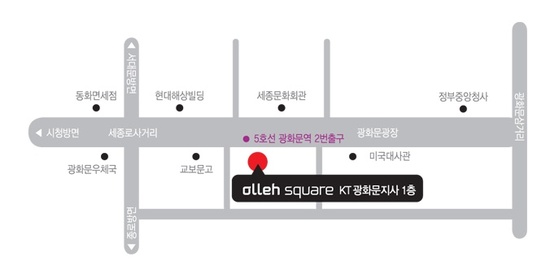 서대문방면
동화면세점
현대해상빌딩
세종문화회관
정부중앙청사
시청방면
세종로사거리
5호선 광화문역 2번출구
광화문광장
광화문삼거리
광화문우체국
교보문고
미국대사관
olleh square KT 광화문지사 1층